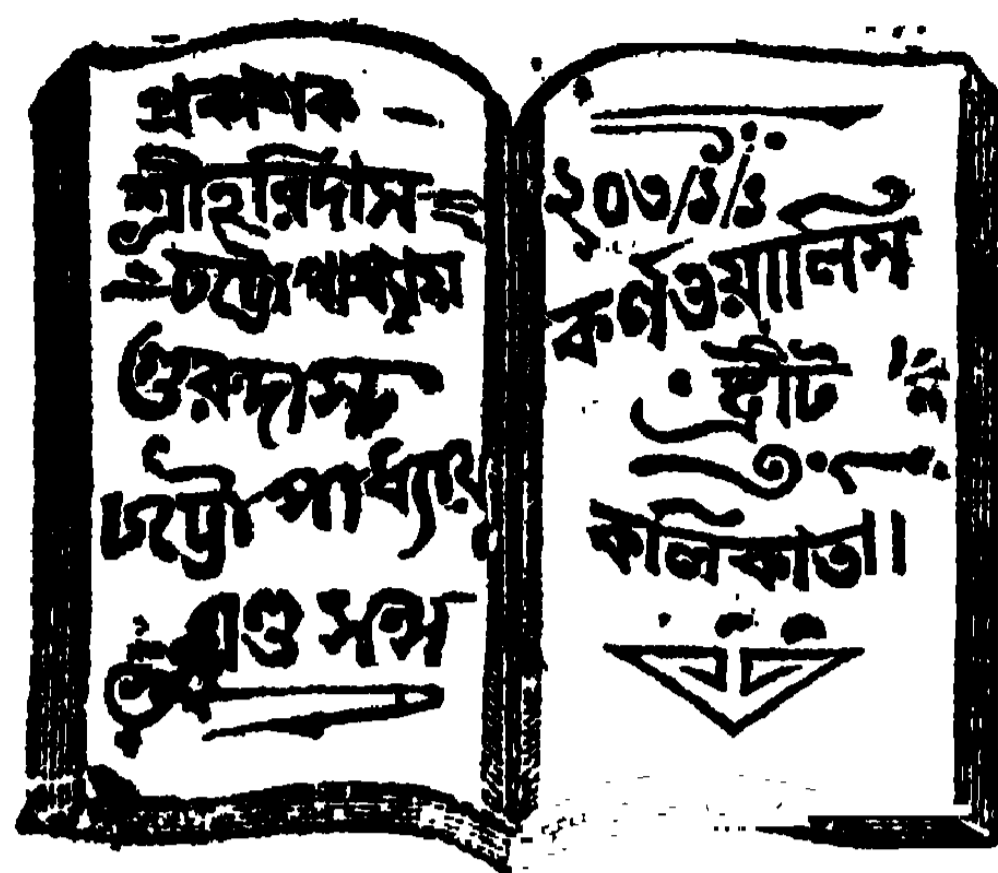 প্রকাশক —
শ্রীহরিদাস
চট্টোপাধ্যায়
গুরুদাস
চট্টোপাধ্যায়
এণ্ড সন্স
২০৩/১/১
কর্ণওয়ালিস
ষ্ট্রীট
কলিকাতা।